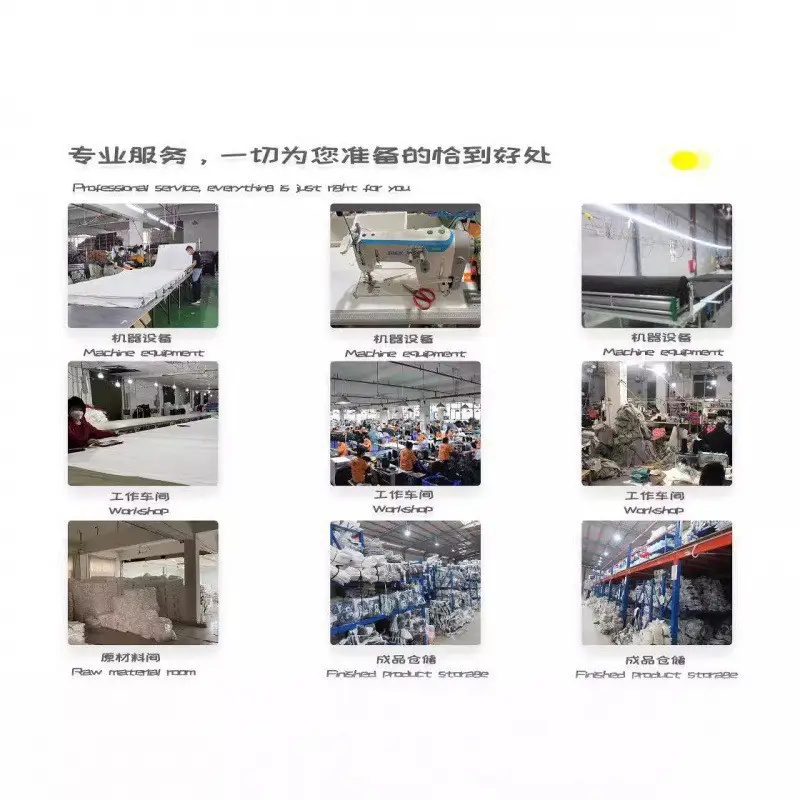 专业服务，一切为您准备的恰到好处
Professional service, everything is just right for you
机器设备
Machine equipment
机器设备
Machine equipment
机器设备
Machine equipment
工作车间
Workshop
工作车间
Workshop
工作车间
Workshop
原材料间
Raw material room
成品仓储
Finished product storage
成品仓储
Finished product storage